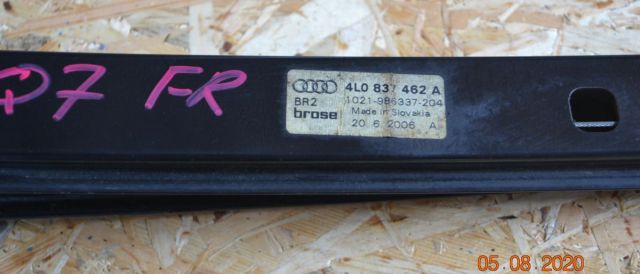 Q7 FR
4L0 837 462 A
BR2 1021-986337-204
brose Made in Slovakia
20 6 2006 A
05.08.2020